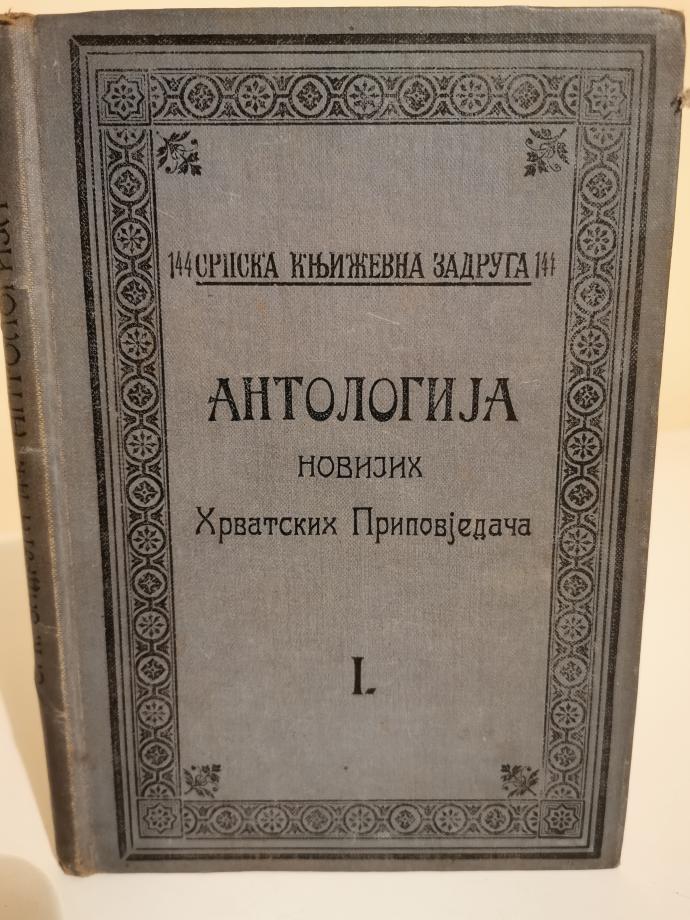 144 СРПСКА КЊИЖЕВНА ЗАДРУГА 144
АНТОЛОГИЈА
НОВИЈИХ
Хрватских Приповједача
I.